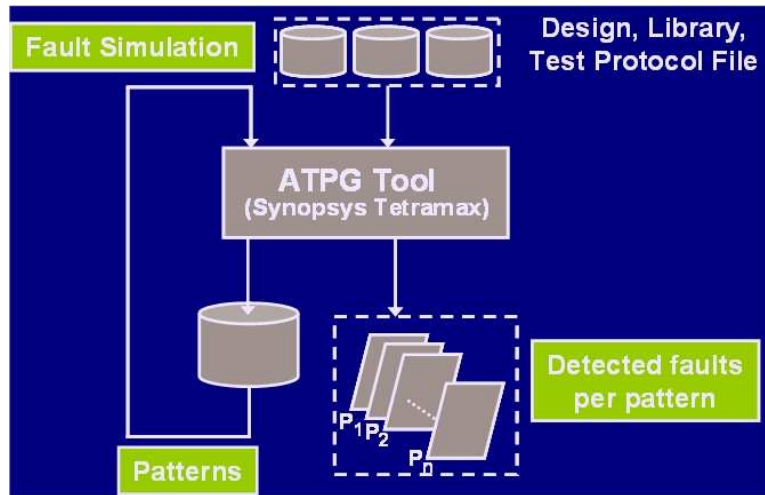 Fault Simulation
Design, Library,
Test Protocol File
ATPG Tool
(Synopsys Tetramax)
Detected faults
per pattern
P1
P2
Pn
Patterns